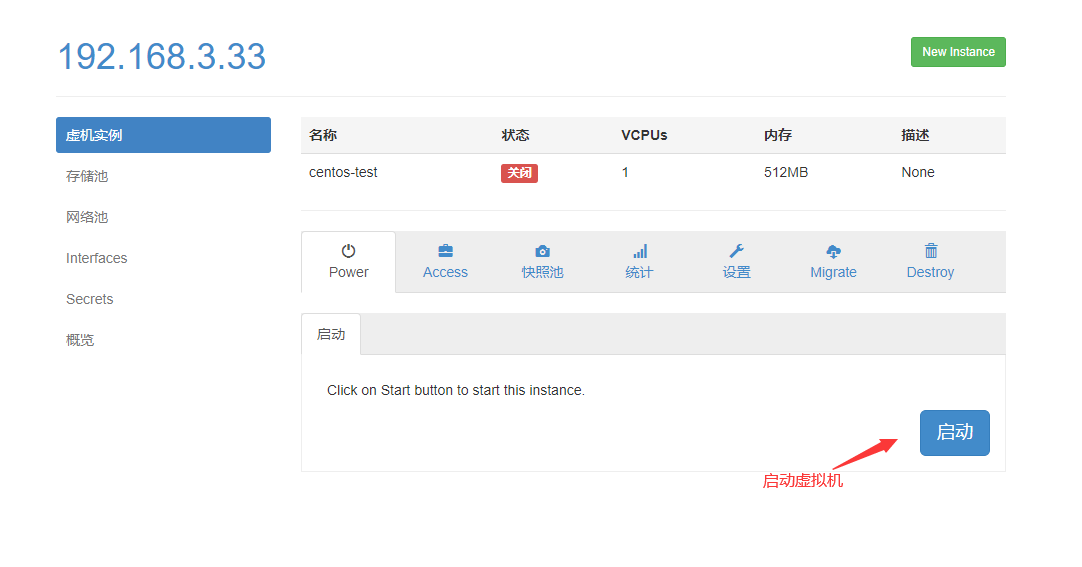 192.168.3.33
New Instance
虚机实例
存储池
网络池
Interfaces
Secrets
概览
名称 状态 VCPUs 内存 描述
centos-test 关闭 1 512MB None
Power Access 快照池 统计 设置 Migrate Destroy
启动
Click on Start button to start this instance.
启动
启动虚拟机